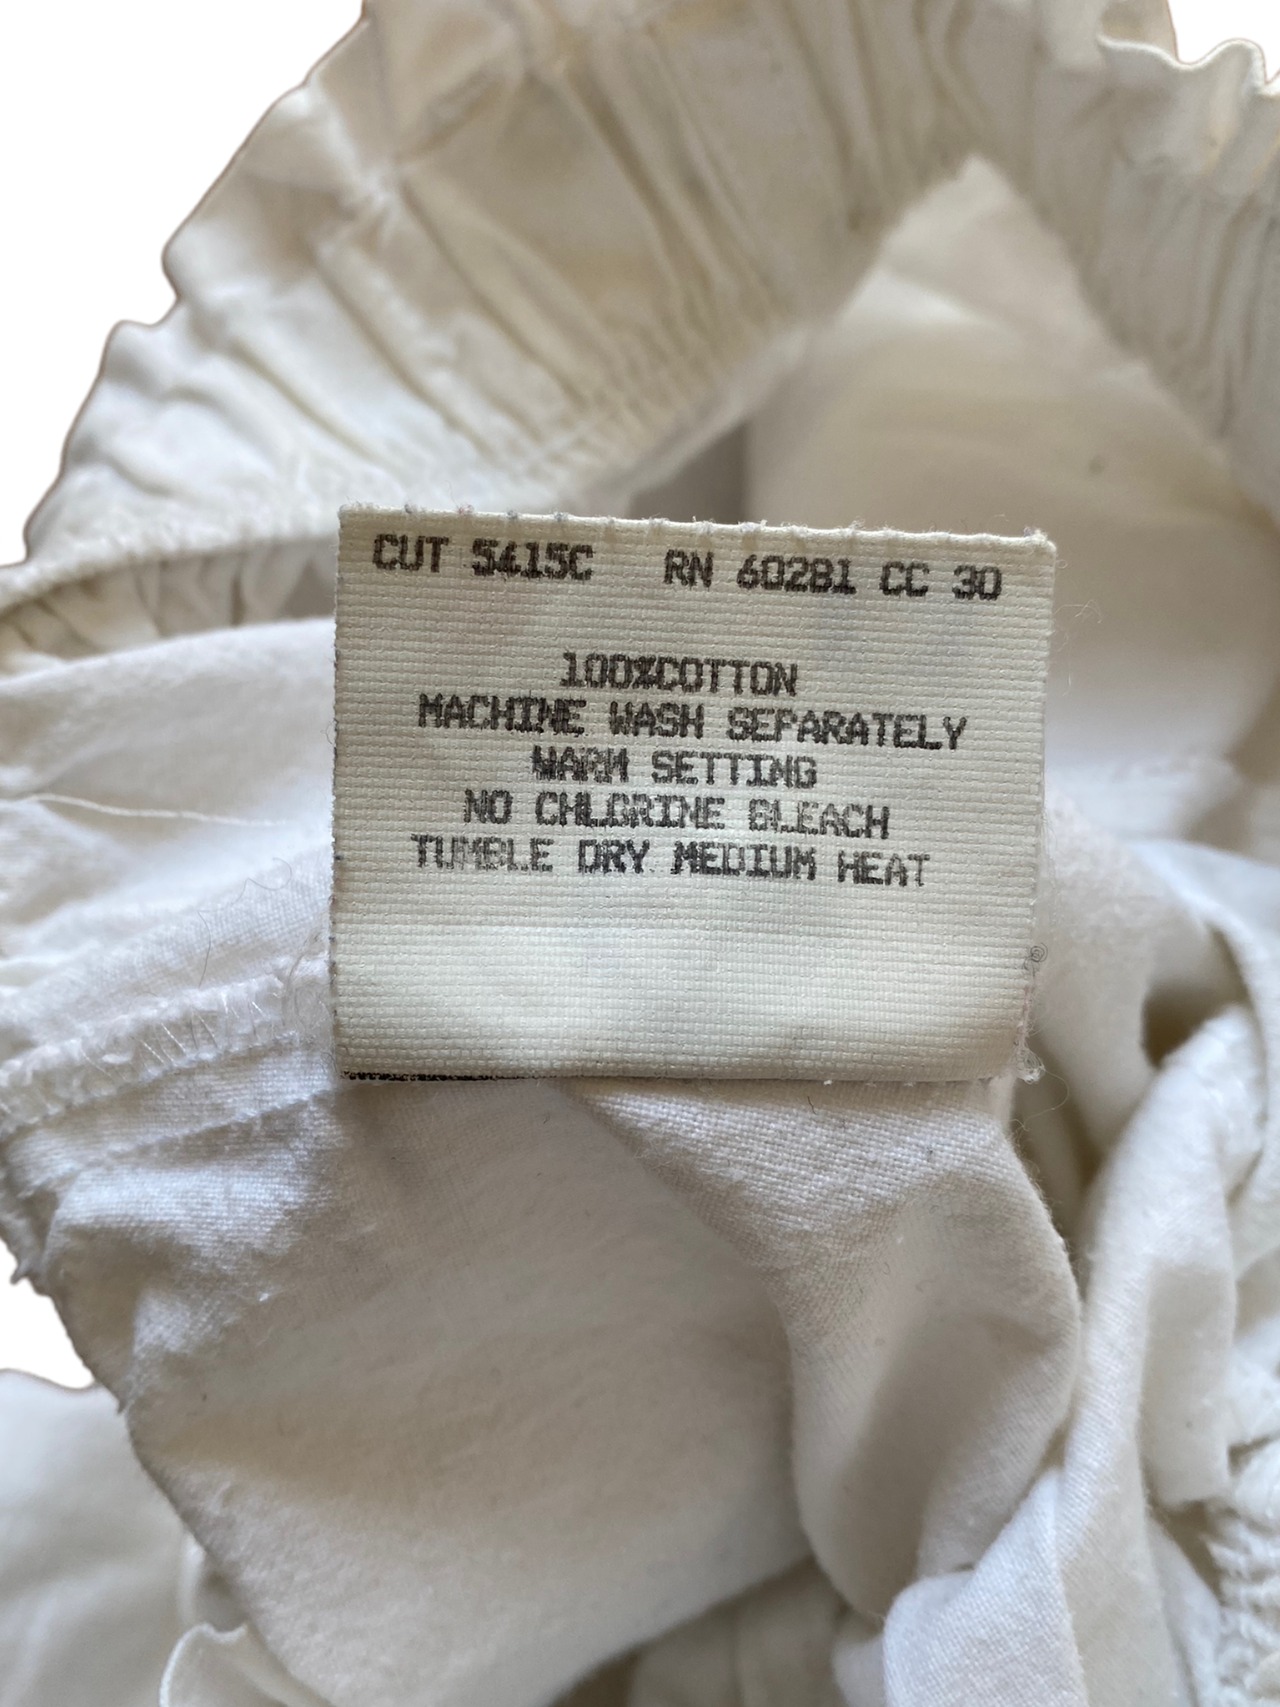 CUT 5415C RN 60281 CC 30
100%COTTON
MACHINE WASH SEPARATELY
WARM SETTING
NO CHLORINE BLEACH
TUMBLE DRY MEDIUM HEAT